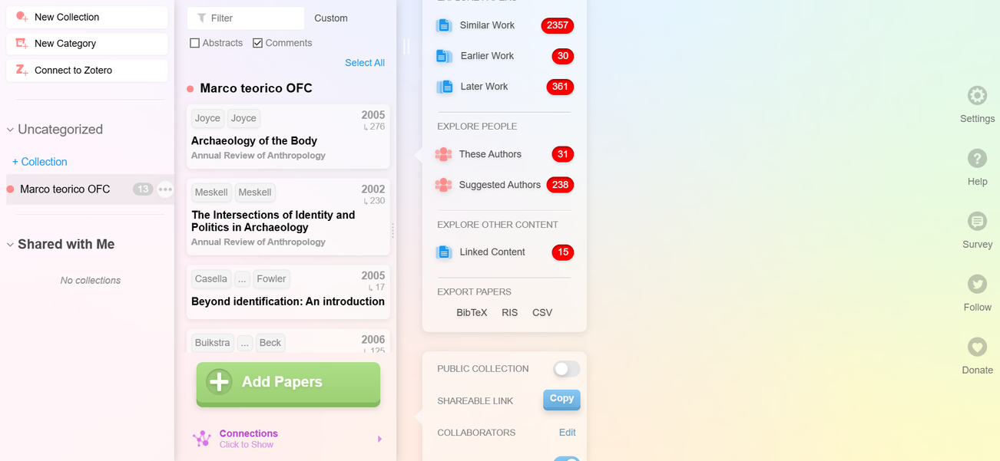 New Collection
New Category
Connect to Zotero
Uncategorized
+ Collection
Marco teorico OFC 13
Shared with Me
No collections
Filter Custom
Abstracts Comments
Select All
Marco teorico OFC
Joyce Joyce 2005
276
Archaeology of the Body
Annual Review of Anthropology
Meskell Meskell 2002
230
The Intersections of Identity and
Politics in Archaeology
Annual Review of Anthropology
Casella ... Fowler 2005
17
Beyond identification: An introduction
Buikstra ... Beck 2006
125
Add Papers
Connections
Click to Show
EXPLORE PAPERS
Similar Work 2357
Earlier Work 30
Later Work 361
EXPLORE PEOPLE
These Authors 31
Suggested Authors 238
EXPLORE OTHER CONTENT
Linked Content 15
EXPORT PAPERS
BibTeX RIS CSV
PUBLIC COLLECTION
SHAREABLE LINK Copy
COLLABORATORS Edit
Settings
Help
Survey
Follow
Donate